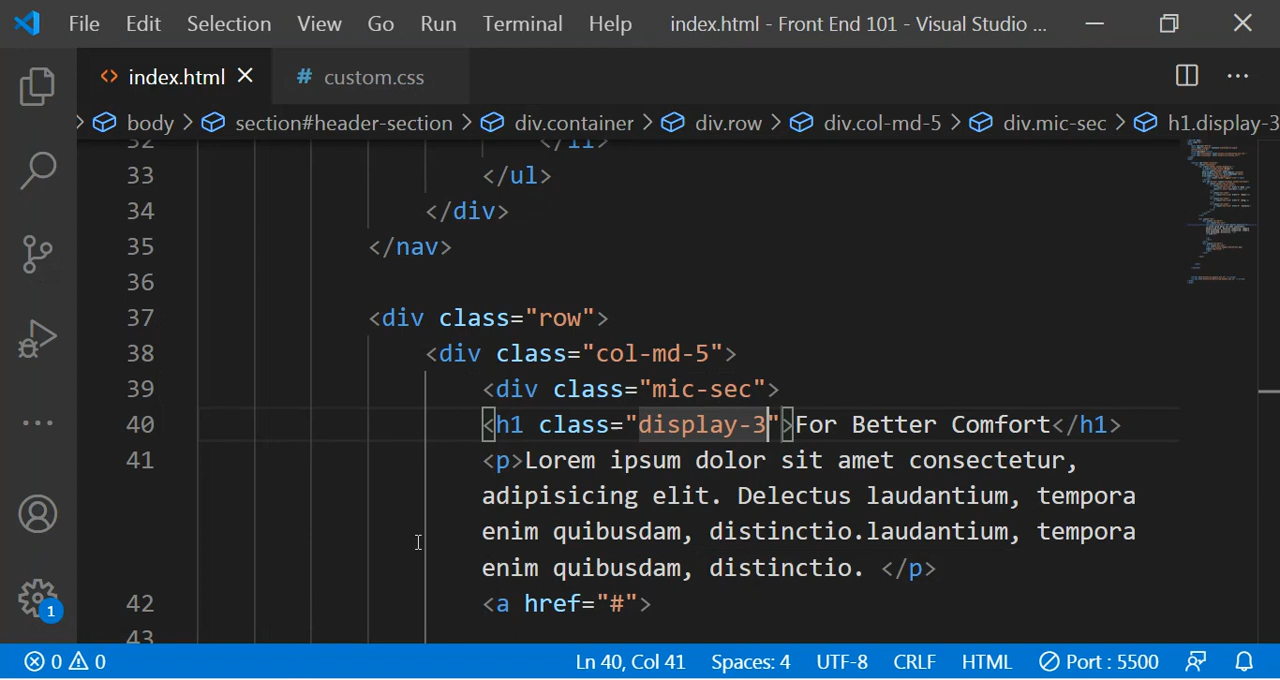 File Edit Selection View Go Run Terminal Help index.html - Front End 101 - Visual Studio ...
index.html # custom.css
body section#header-section div.container div.row div.col-md-5 div.mic-sec h1.display-3
32 </li>
33 </ul>
34 </div>
35 </nav>
36
37 <div class="row">
38 <div class="col-md-5">
39 <div class="mic-sec">
40 <h1 class="display-3">For Better Comfort</h1>
41 <p>Lorem ipsum dolor sit amet consectetur,
adipisicing elit. Delectus laudantium, tempora
enim quibusdam, distinctio.laudantium, tempora
enim quibusdam, distinctio. </p>
42 <a href="#">
43
1
0 0 Ln 40, Col 41 Spaces: 4 UTF-8 CRLF HTML Port : 5500